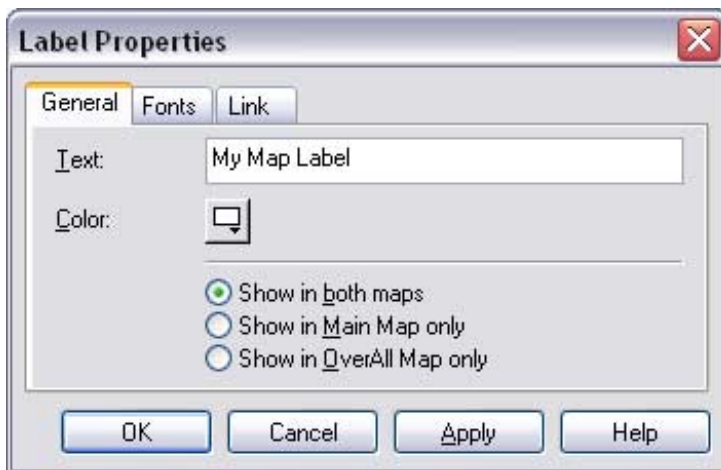 Label Properties
General Fonts Link
Text: My Map Label
Color:
Show in both maps
Show in Main Map only
Show in OverAll Map only
OK Cancel Apply Help